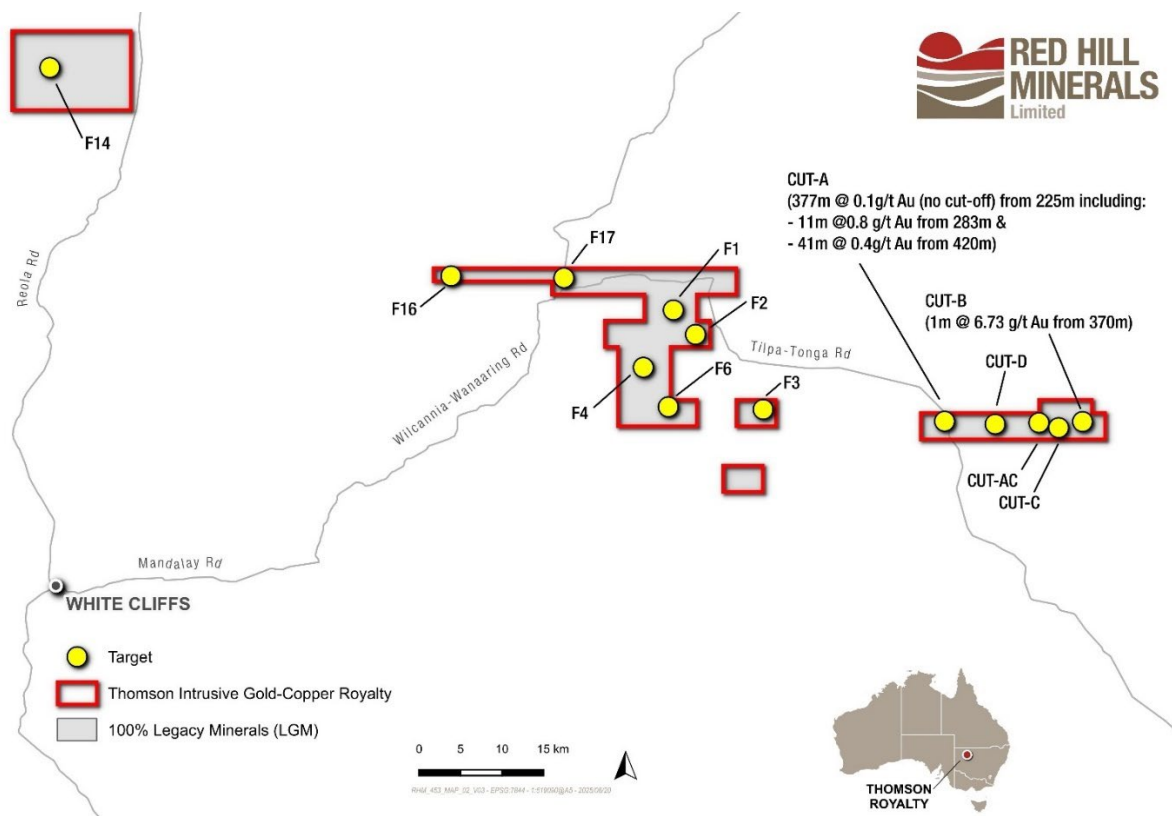 RED HILL
MINERALS
Limited
F14
CUT-A
(377m @ 0.1g/t Au (no cut-off) from 225m including:
- 11m @0.8 g/t Au from 283m &
- 41m @ 0.4g/t Au from 420m)
Reola Rd
F17
F1
F16
F2
CUT-B
(1m @ 6.73 g/t Au from 370m)
Tilpa-Tonga Rd
CUT-D
Wilcannia-Wanaaring Rd
F4
F6
F3
CUT-AC
CUT-C
Mandalay Rd
WHITE CLIFFS
Target
Thomson Intrusive Gold-Copper Royalty
100% Legacy Minerals (LGM)
0 5 10 15 km
THOMSON
ROYALTY